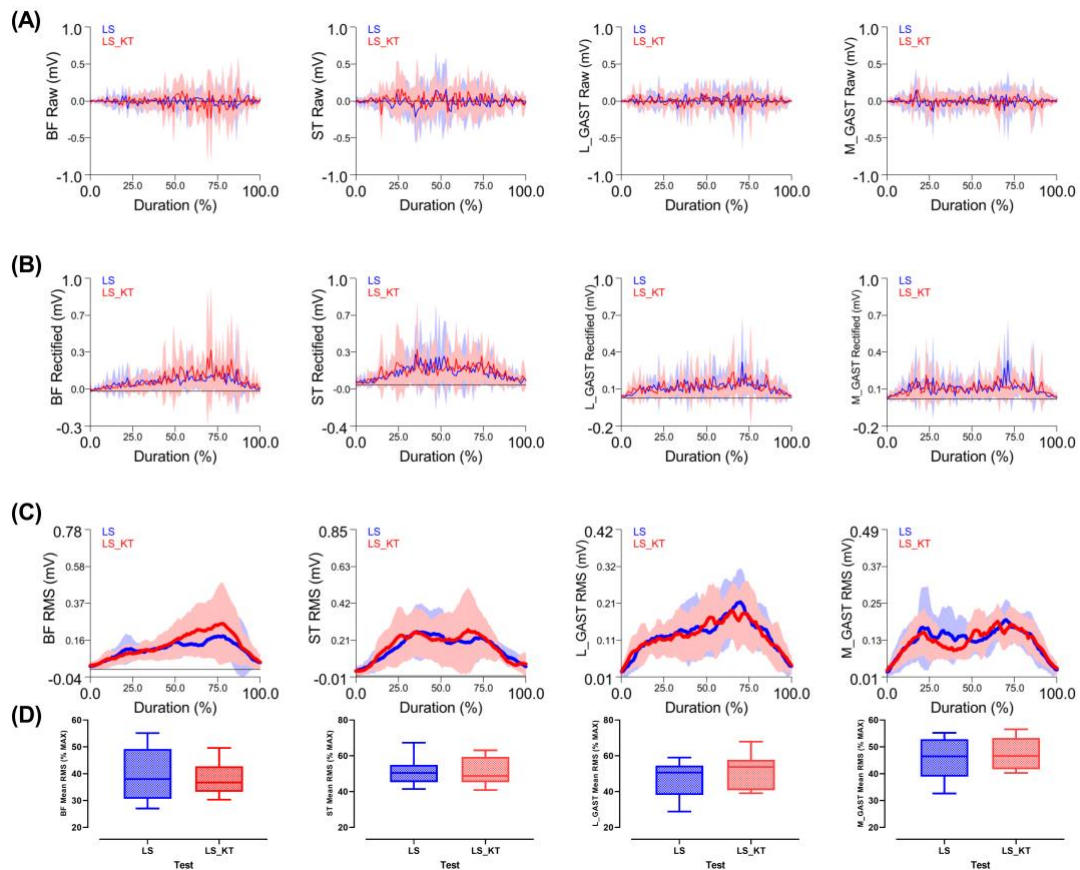 (A)
BF Raw (mV)
1.0
0.5
0.0
-0.5
-1.0
LS
LS_KT
0.0 25.0 50.0 75.0 100.0
Duration (%)
ST Raw (mV)
1.0
0.5
0.0
-0.5
-1.0
LS
LS_KT
0.0 25.0 50.0 75.0 100.0
Duration (%)
L_GAST Raw (mV)
1.0
0.5
0.0
-0.5
-1.0
LS
LS_KT
0.0 25.0 50.0 75.0 100.0
Duration (%)
M_GAST Raw (mV)
1.0
0.5
0.0
-0.5
-1.0
LS
LS_KT
0.0 25.0 50.0 75.0 100.0
Duration (%)
(B)
BF Rectified (mV)
1.0
0.7
0.3
0.0
-0.3
LS
LS_KT
0.0 25.0 50.0 75.0 100.0
Duration (%)
ST Rectified (mV)
1.0
0.7
0.3
-0.0
-0.4
LS
LS_KT
0.0 25.0 50.0 75.0 100.0
Duration (%)
L_GAST Rectified (mV)
1.0
0.7
0.4
0.1
-0.2
LS
LS_KT
0.0 25.0 50.0 75.0 100.0
Duration (%)
M_GAST Rectified (mV)
1.0
0.7
0.4
0.1
-0.2
LS
LS_KT
0.0 25.0 50.0 75.0 100.0
Duration (%)
(C)
BF RMS (mV)
0.78
0.58
0.37
0.16
-0.04
LS
LS_KT
0.0 25.0 50.0 75.0 100.0
Duration (%)
ST RMS (mV)
0.85
0.63
0.42
0.21
-0.01
LS
LS_KT
0.0 25.0 50.0 75.0 100.0
Duration (%)
L_GAST RMS (mV)
0.42
0.31
0.21
0.11
0.01
LS
LS_KT
0.0 25.0 50.0 75.0 100.0
Duration (%)
M_GAST RMS (mV)
0.49
0.37
0.25
0.13
0.01
LS
LS_KT
0.0 25.0 50.0 75.0 100.0
Duration (%)
(D)
BF Mean RMS (% MAX)
60
50
40
30
20
LS LS_KT
Test
ST Mean RMS (% MAX)
80
60
40
20
LS LS_KT
Test
L_GAST Mean RMS (% MAX)
80
60
40
20
LS LS_KT
Test
M_GAST Mean RMS (% MAX)
60
50
40
30
20
LS LS_KT
Test